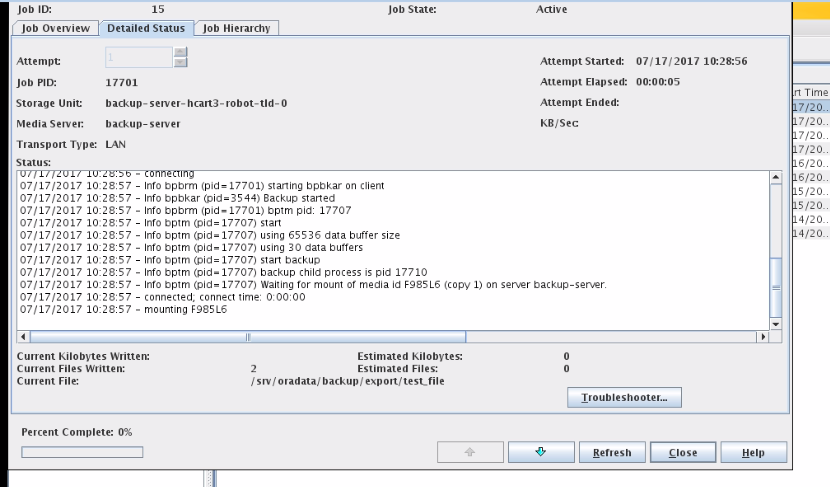 Job ID: 15 Job State: Active
Job Overview Detailed Status Job Hierarchy
Attempt: 1 Attempt Started: 07/17/2017 10:28:56
Job PID: 17701 Attempt Elapsed: 00:00:05
Storage Unit: backup-server-hcart3-robot-tld-0 Attempt Ended:
Media Server: backup-server KB/Sec:
Transport Type: LAN
Status:
07/17/2017 10:28:56 - connecting
07/17/2017 10:28:57 - Info bpbrm (pid=17701) starting bpbkar on client
07/17/2017 10:28:57 - Info bpbkar (pid=3544) Backup started
07/17/2017 10:28:57 - Info bpbrm (pid=17701) bptm pid: 17707
07/17/2017 10:28:57 - Info bptm (pid=17707) start
07/17/2017 10:28:57 - Info bptm (pid=17707) using 65536 data buffer size
07/17/2017 10:28:57 - Info bptm (pid=17707) using 30 data buffers
07/17/2017 10:28:57 - Info bptm (pid=17707) start backup
07/17/2017 10:28:57 - Info bptm (pid=17707) backup child process is pid 17710
07/17/2017 10:28:57 - Info bptm (pid=17707) Waiting for mount of media id F985L6 (copy 1) on server backup-server.
07/17/2017 10:28:57 - connected; connect time: 0:00:00
07/17/2017 10:28:57 - mounting F985L6
Current Kilobytes Written: Estimated Kilobytes: 0
Current Files Written: 2 Estimated Files: 0
Current File: /srv/oradata/backup/export/test_file
Troubleshooter...
Percent Complete: 0%
Refresh Close Help
rt Time
17/20...
17/20...
17/20...
17/20...
16/20...
16/20...
15/20...
15/20...
14/20...
14/20...